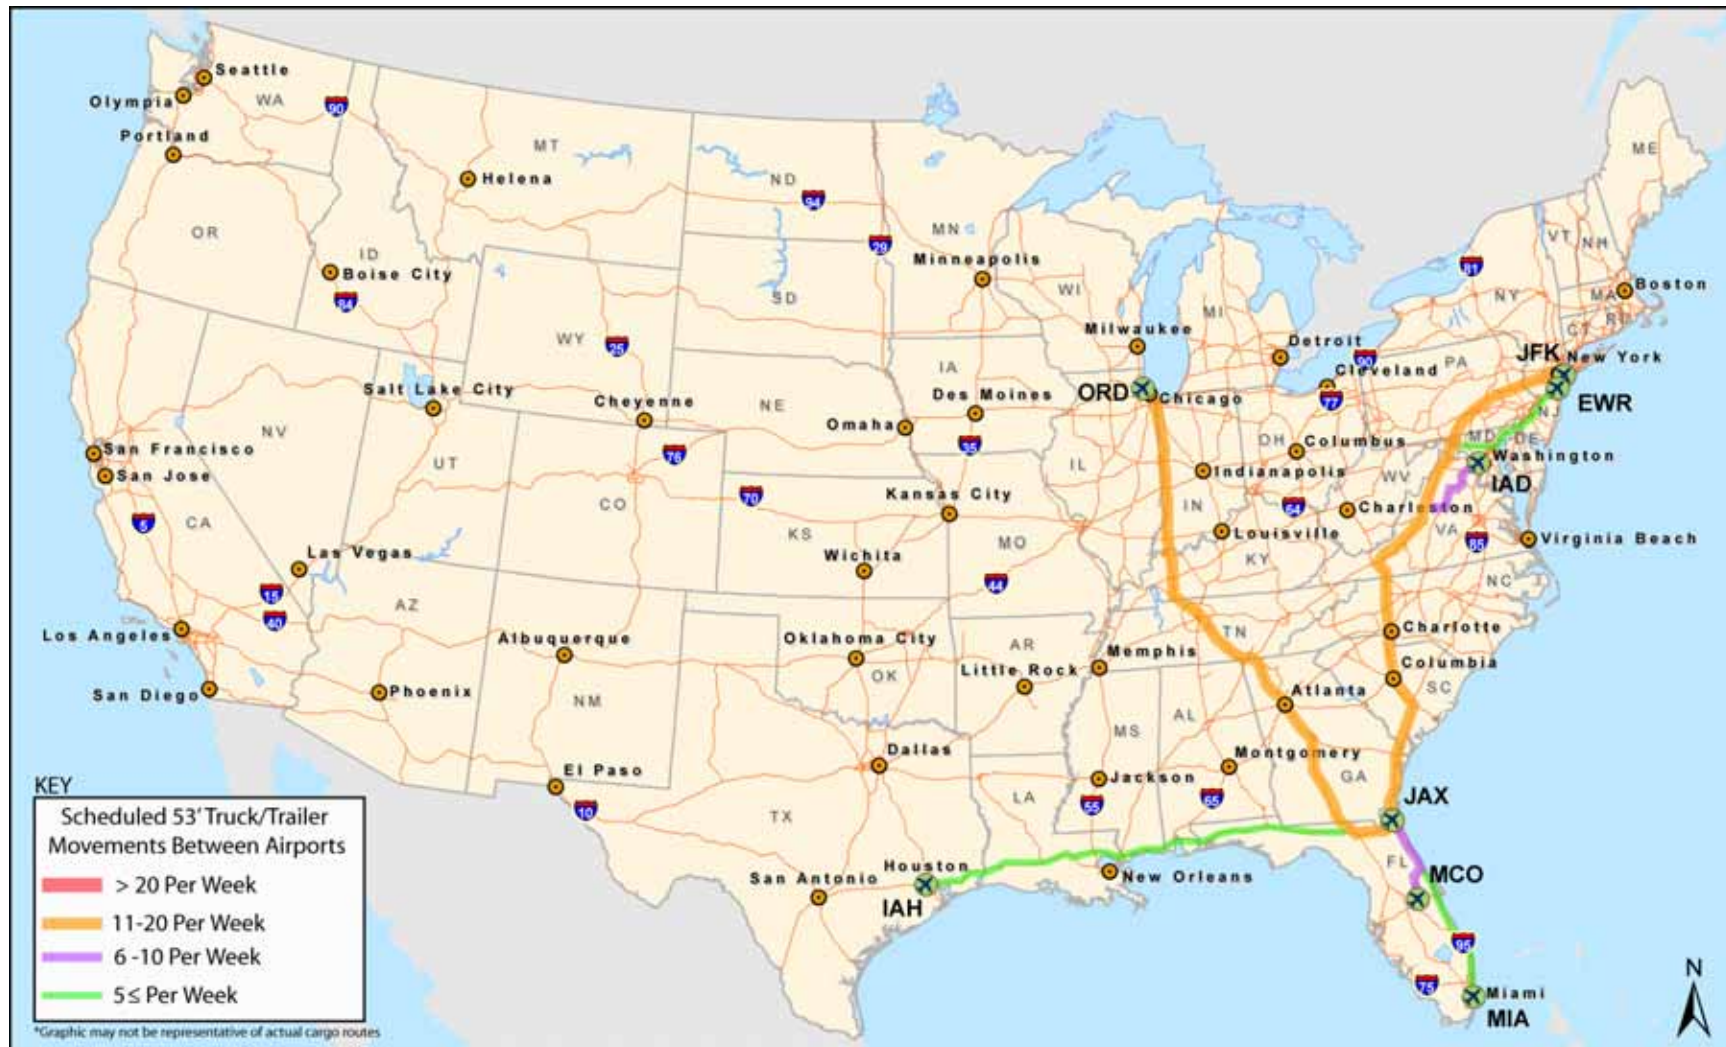 Seattle
Olympia
WA
90
Portland
MT
Helena
ND
94
MN
ME
OR
ID
Boise City
84
29
SD
Minneapolis
WI
MI
81
VT
NH
NY
MA
Boston
RI
CT
WY
25
Milwaukee
Detroit
90
PA
JFK
New York
IA
Cleveland
Salt Lake City
Cheyenne
NE
Des Moines
ORD
Chicago
77
EWR
NJ
Omaha
NV
UT
76
35
OH
Columbus
MD
DE
San Francisco
San Jose
IL
Indianapolis
WV
Washington
IAD
CA
5
CO
70
Kansas City
IN
64
Charleston
VA
KS
MO
Louisville
85
Virginia Beach
Las Vegas
Wichita
KY
15
AZ
44
NC
40
Los Angeles
Albuquerque
Oklahoma City
AR
TN
Charlotte
Memphis
Little Rock
OK
Columbia
San Diego
Phoenix
NM
Atlanta
SC
MS
AL
Dallas
Montgomery
El Paso
Jackson
GA
KEY
JAX
LA
55
65
10
TX
Scheduled 53' Truck/Trailer
Movements Between Airports
> 20 Per Week
11-20 Per Week
6 -10 Per Week
5≤ Per Week
*Graphic may not be representative of actual cargo routes
Houston
San Antonio
IAH
New Orleans
FL
MCO
95
75
Miami
MIA
N